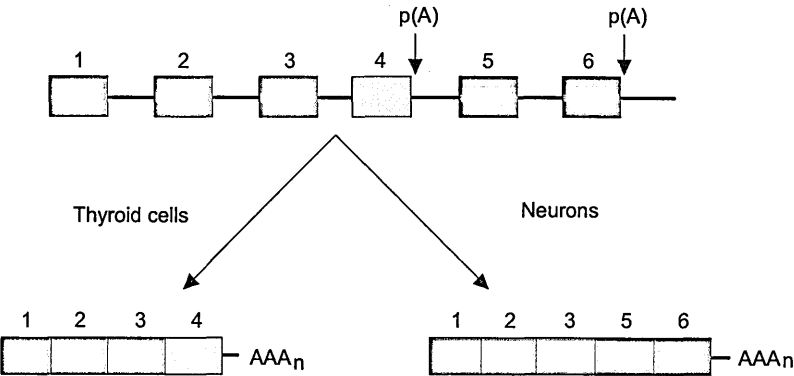 p(A) p(A)
1 2 3 4 5 6
Thyroid cells Neurons
1 2 3 4 1 2 3 5 6
AAAn AAAn